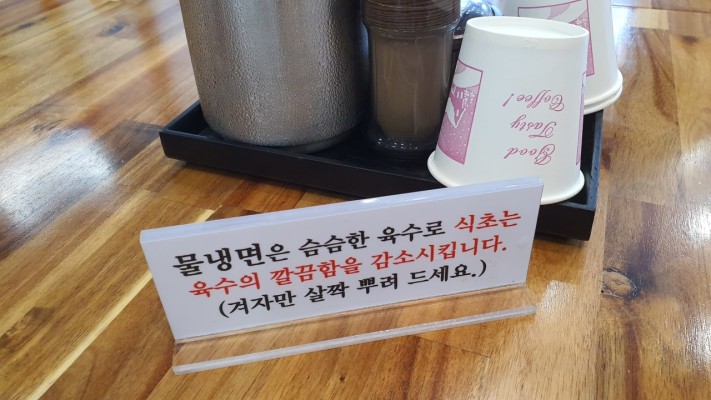 Good
Tasty
Coffee!
물냉면은 슴슴한 육수로 식초는
육수의 깔끔함을 감소시킵니다.
(겨자만 살짝 뿌려 드세요.)